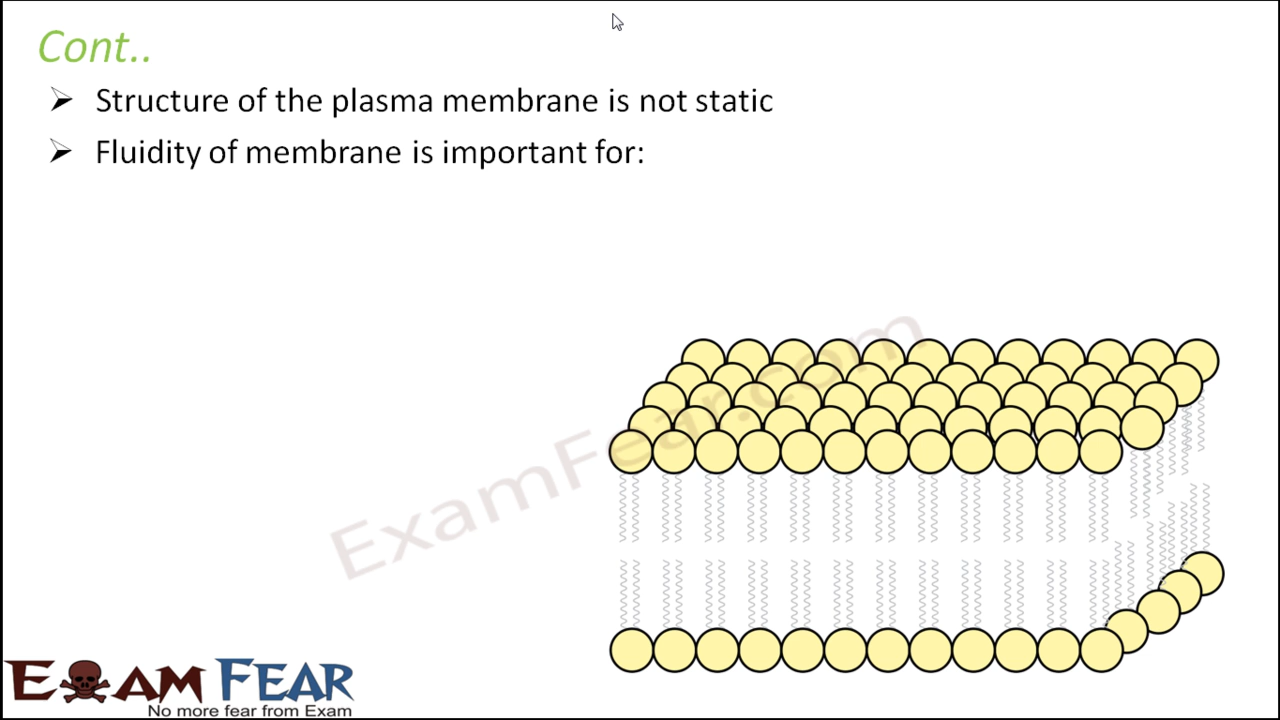 Cont..
Structure of the plasma membrane is not static
Fluidity of membrane is important for:
ExamFear.com
EXAM FEAR
No more fear from Exam